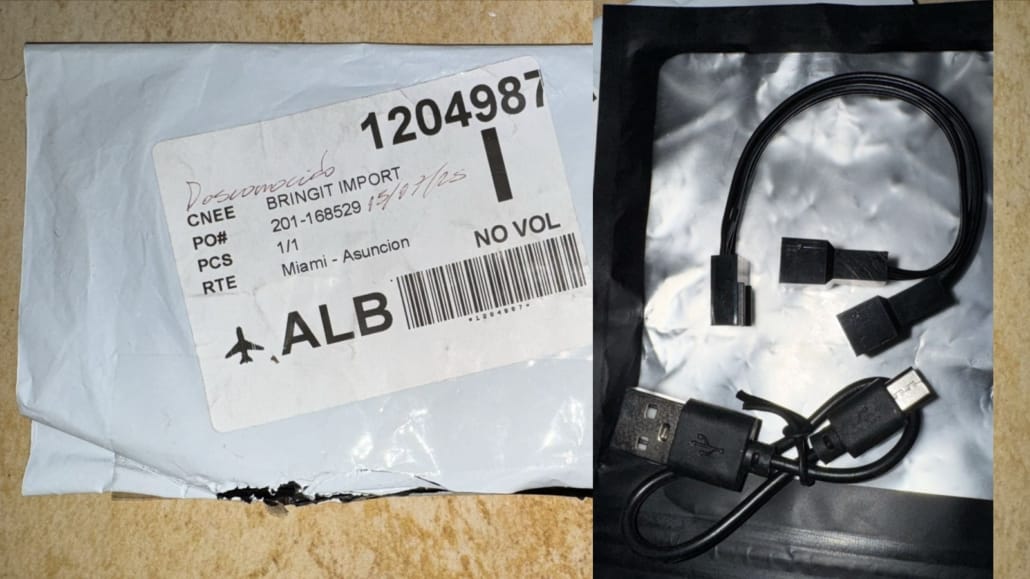 1204987
I
Desconocido
CNEE BRINGIT IMPORT
PO# 201-168529 15/07/25
PCS 1/1
RTE Miami - Asuncion
NO VOL
ALB
*1204987*